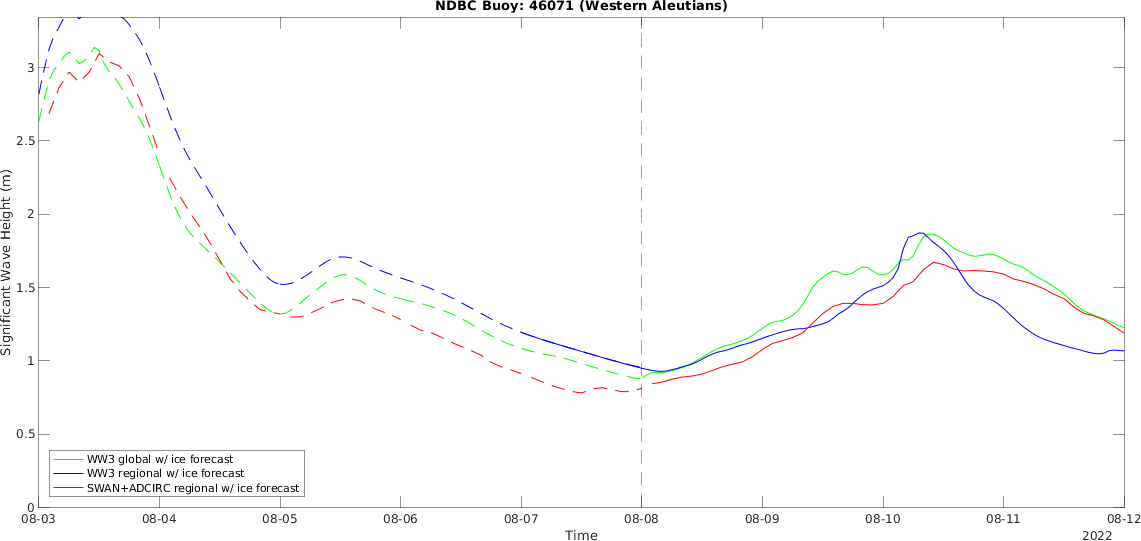 NDBC Buoy: 46071 (Western Aleutians)
Significant Wave Height (m)
3
2.5
2
1.5
1
0.5
0
WW3 global w/ ice forecast
WW3 regional w/ ice forecast
SWAN+ADCIRC regional w/ ice forecast
08-03 08-04 08-05 08-06 08-07 08-08 08-09 08-10 08-11 08-12
Time
2022